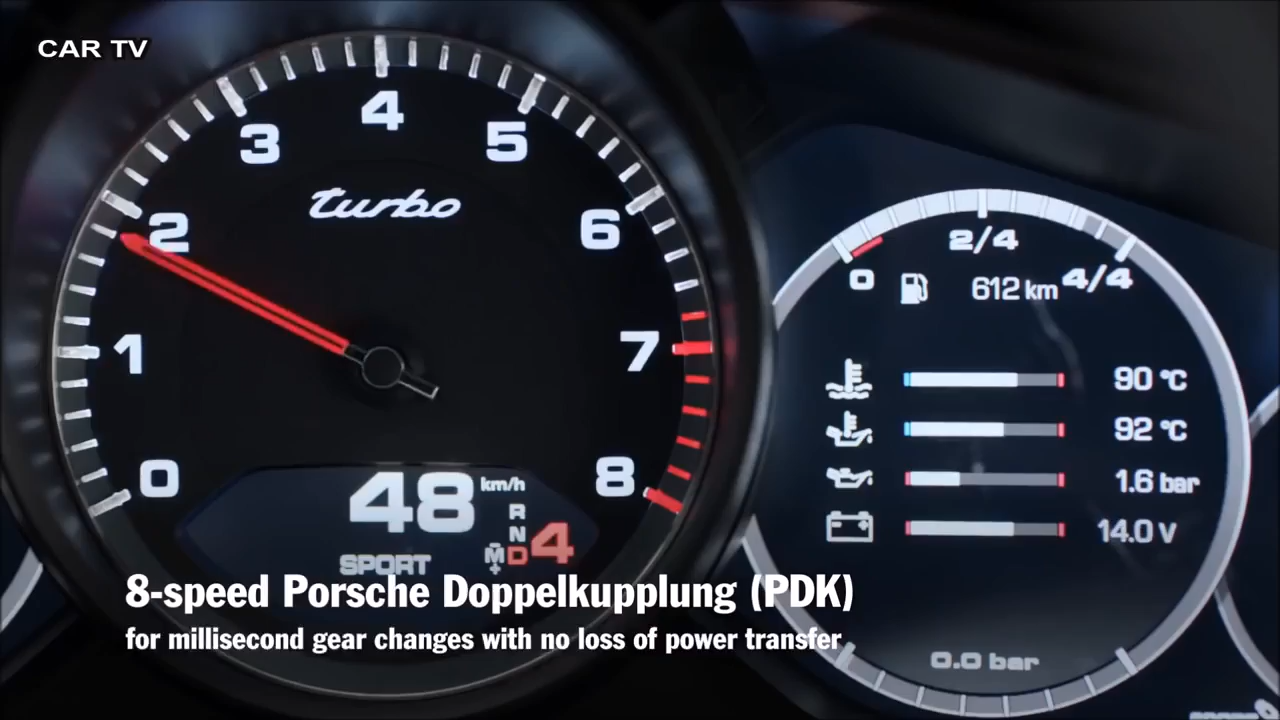 CAR TV
0
1
2
3
4
5
6
7
8
turbo
48 km/h
SPORT
R
N
D
M
+
4
0
2/4
4/4
612 km
90 °C
92 °C
1.6 bar
14.0 V
0.0 bar
8-speed Porsche Doppelkupplung (PDK)
for millisecond gear changes with no loss of power transfer